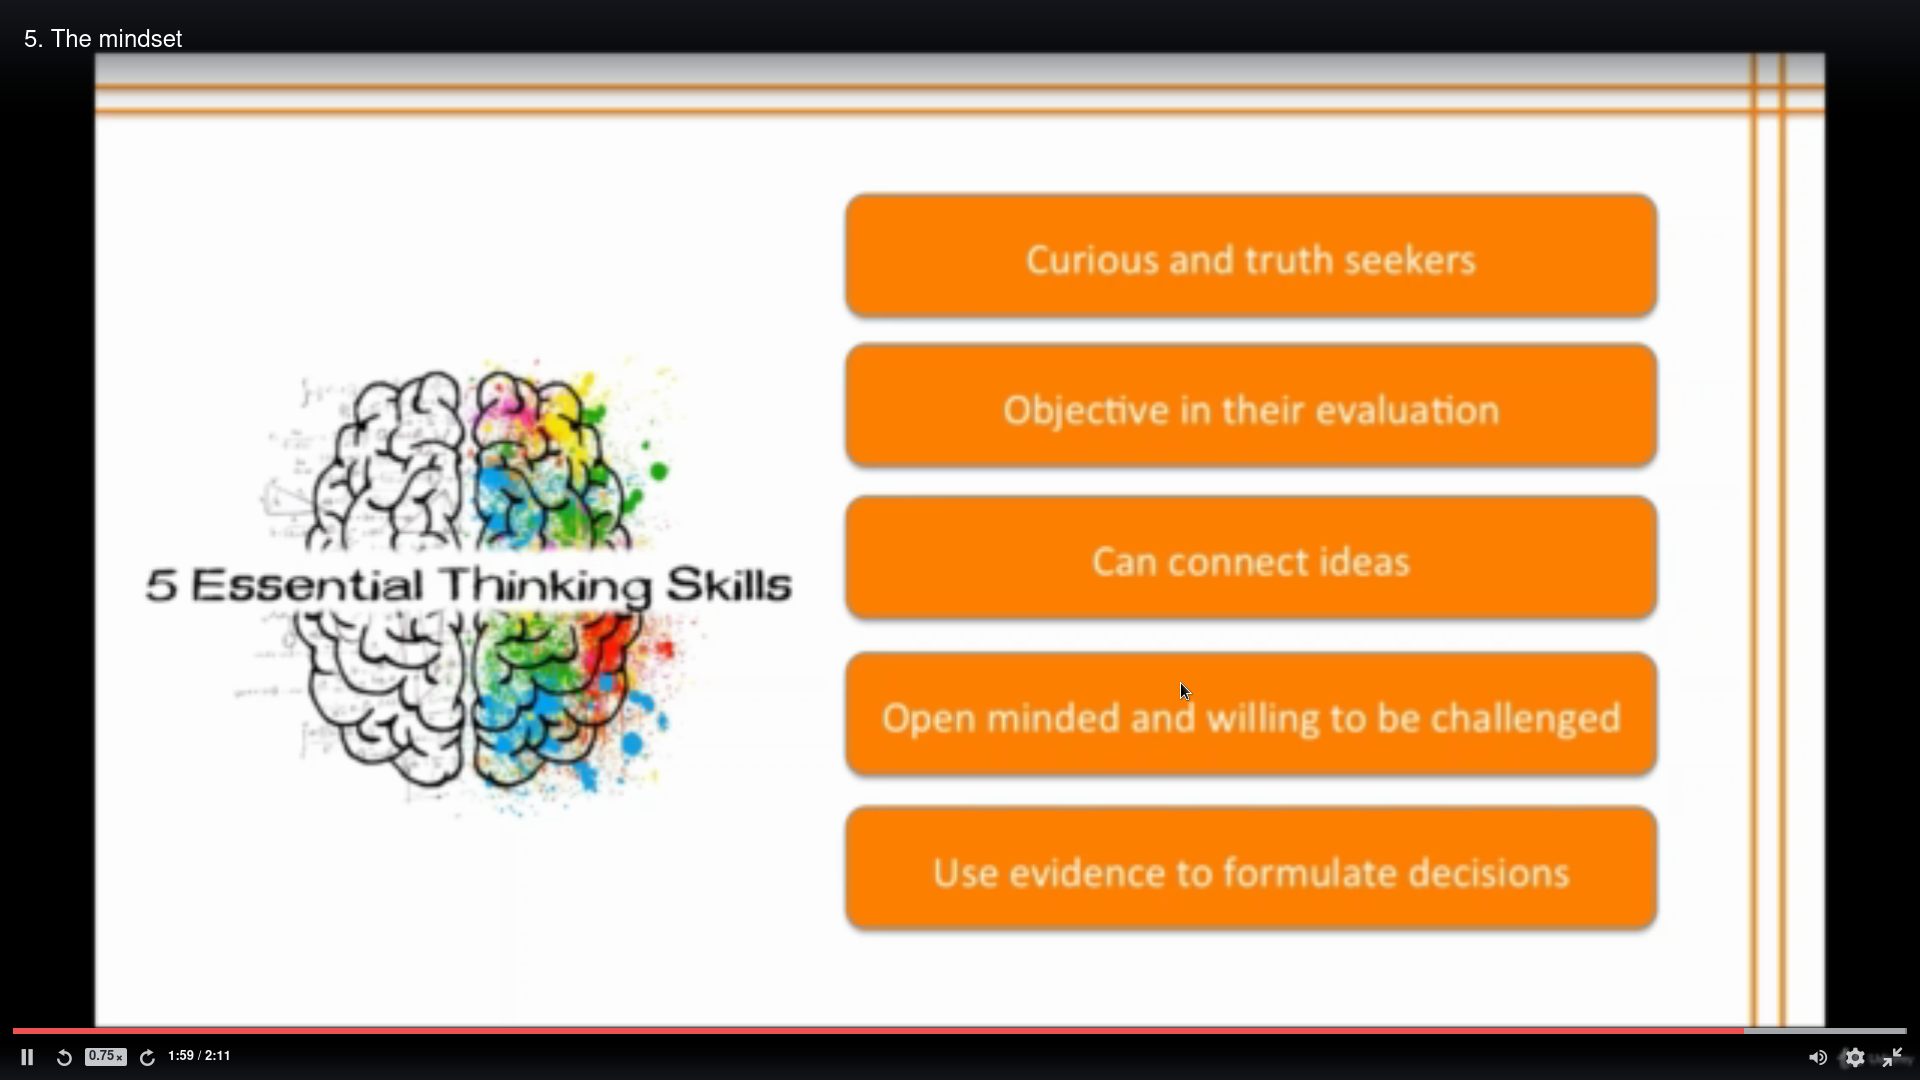 5. The mindset
Curious and truth seekers
Objective in their evaluation
Can connect ideas
5 Essential Thinking Skills
Open minded and willing to be challenged
Use evidence to formulate decisions
0.75x
1:59 / 2:11